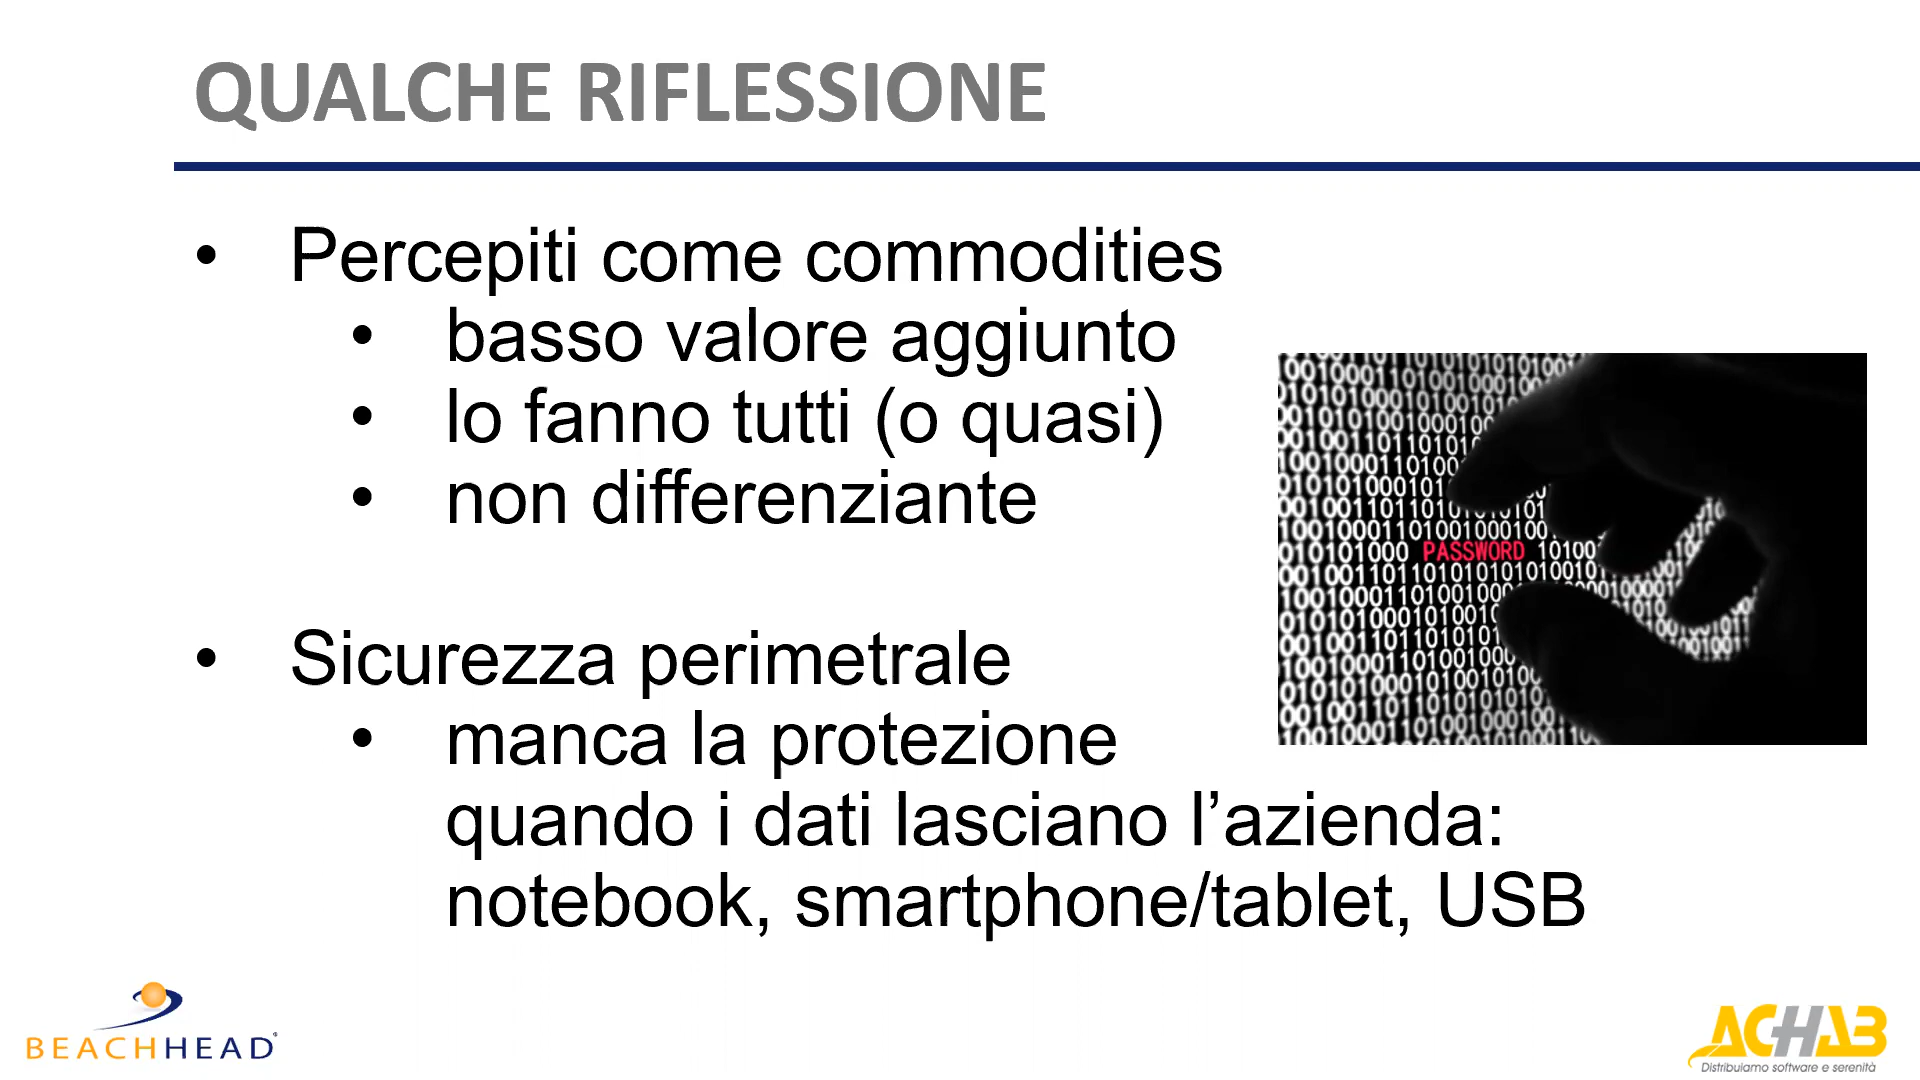 QUALCHE RIFLESSIONE
• Percepiti come commodities
• basso valore aggiunto
• lo fanno tutti (o quasi)
• non differenziante
PASSWORD
• Sicurezza perimetrale
• manca la protezione
quando i dati lasciano l’azienda:
notebook, smartphone/tablet, USB
BEACHHEAD®
ACHAB
Distribuiamo software e serenità